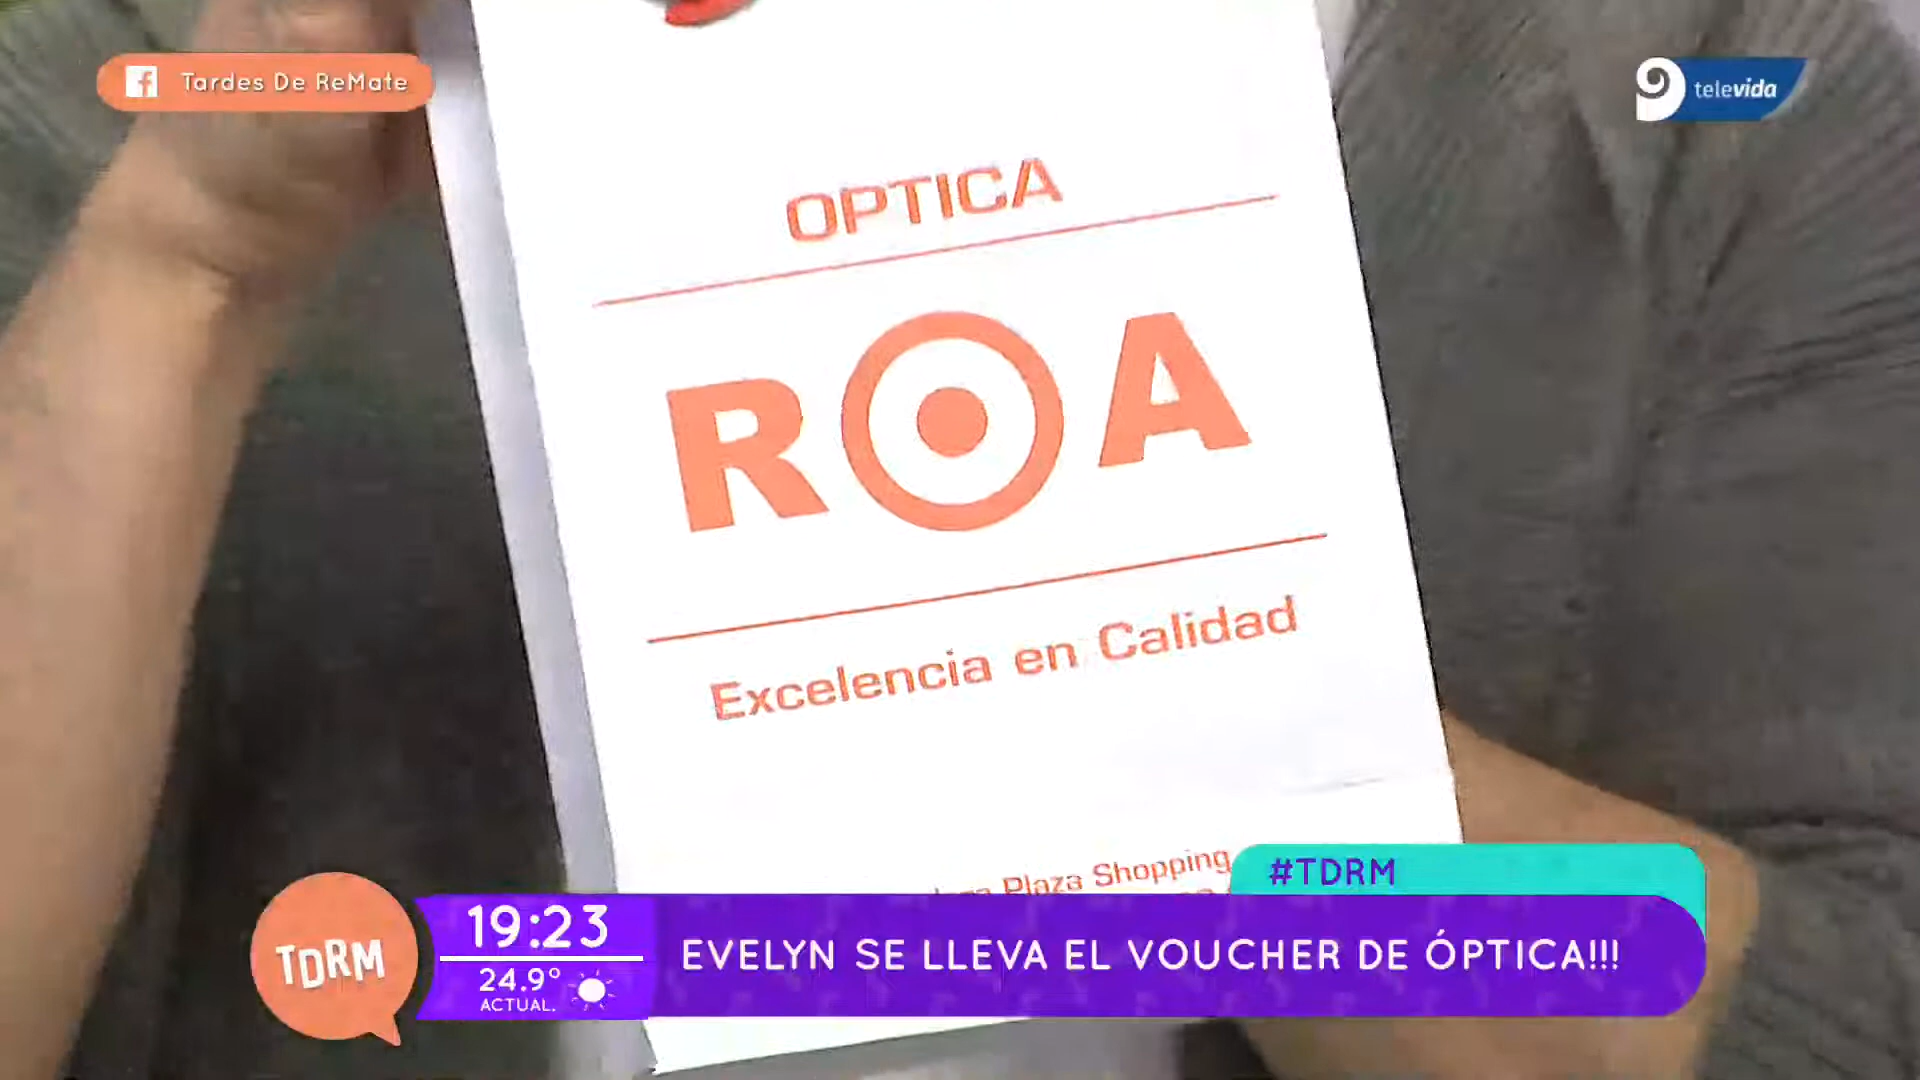 Tardes De ReMate
9 televida
OPTICA
ROA
Excelencia en Calidad
Plaza Shopping
#TDRM
TDRM
19:23
24.9°
ACTUAL.
EVELYN SE LLEVA EL VOUCHER DE ÓPTICA!!!